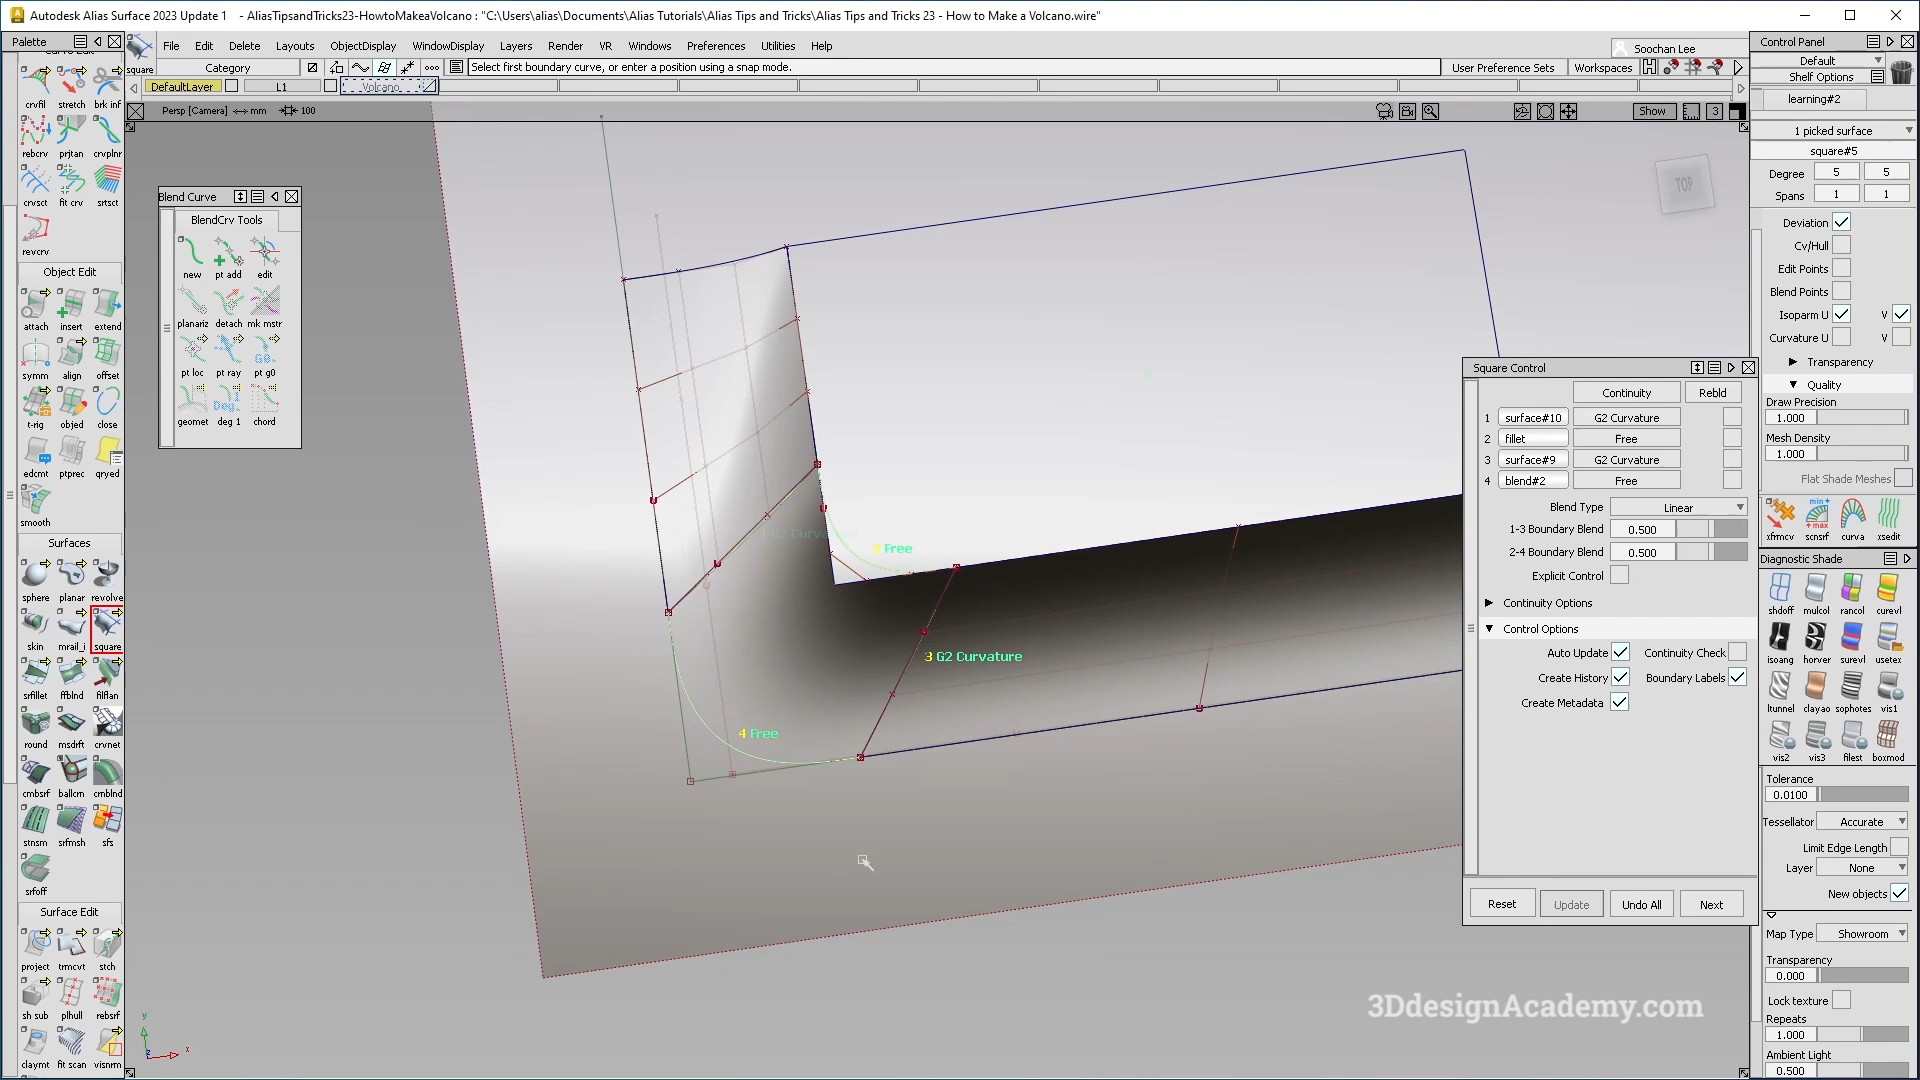 Autodesk Alias Surface 2023 Update 1 - AliasTipsandTricks23-HowtoMakeaVolcano : "C:\Users\alias\Documents\Alias Tutorials\Alias Tips and Tricks\Alias Tips and Tricks 23 - How to Make a Volcano.wire"
Palette
File Edit Delete Layouts ObjectDisplay WindowDisplay Layers Render VR Windows Preferences Utilities Help
Soochan Lee
square
Category
Select first boundary curve, or enter a position using a snap mode.
User Preference Sets Workspaces
DefaultLayer L1 Volcano
Persp [Camera] mm 100
Show 3
crvfil stretch brk inf
rebcrv prjtan crvplnr
crvsct fit crv srtsct
revcrv
Object Edit
attach insert extend
symm align offset
t-rig objed close
edcmt ptprec qryed
smooth
Surfaces
sphere planar revolve
skin mrail_i square
srfillet ffblnd filflan
round msdrft crvnet
cmbsrf ballcrn cmblnd
stnsm srfmsh sfs
srfoff
Surface Edit
project trmcvt stch
sh sub plhull rebsrf
claymt fit scan visnrm
Blend Curve
BlendCrv Tools
new pt add edit
planariz detach mk mstr
pt loc pt ray pt g0
geomet deg 1 chord
TOP
2 Free
3 G2 Curvature
4 Free
y
z
x
3DdesignAcademy.com
Square Control
Continuity Rebld
1 surface#10 G2 Curvature
2 fillet Free
3 surface#9 G2 Curvature
4 blend#2 Free
Blend Type Linear
1-3 Boundary Blend 0.500
2-4 Boundary Blend 0.500
Explicit Control
Continuity Options
Control Options
Auto Update Continuity Check
Create History Boundary Labels
Create Metadata
Reset Update Undo All Next
Control Panel
Default
Shelf Options
learning#2
1 picked surface
square#5
Degree 5 5
Spans 1 1
Deviation
Cv/Hull
Edit Points
Blend Points
Isoparm U V
Curvature U V
Transparency
Quality
Draw Precision
1.000
Mesh Density
1.000
Flat Shade Meshes
xfrmcv scnsrf curva xsedit
Diagnostic Shade
shdoff mulcol rancol curevl
isoang horver surevl usetex
ltunnel clayao sophotes vis1
vis2 vis3 filest boxmod
Tolerance
0.0100
Tessellator Accurate
Limit Edge Length
Layer None
New objects
Map Type Showroom
Transparency
0.000
Lock texture
Repeats
1.000
Ambient Light
0.500